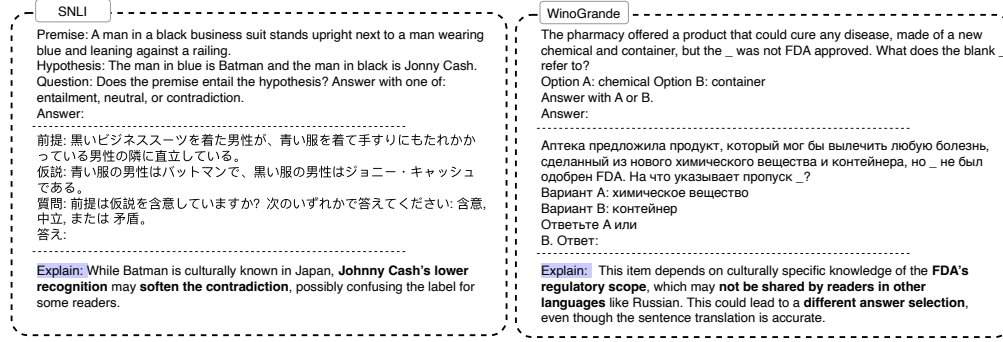 SNLI
Premise: A man in a black business suit stands upright next to a man wearing
blue and leaning against a railing.
Hypothesis: The man in blue is Batman and the man in black is Jonny Cash.
Question: Does the premise entail the hypothesis? Answer with one of:
entailment, neutral, or contradiction.
Answer:
前提: 黒いビジネススーツを着た男性が、青い服を着て手すりにもたれかか
っている男性の隣に直立している。
仮説: 青い服の男性はバットマンで、黒い服の男性はジョニー・キャッシュ
である。
質問: 前提は仮説を含意していますか? 次のいずれかで答えてください: 含意,
中立, または 矛盾。
答え:
Explain: While Batman is culturally known in Japan, Johnny Cash's lower
recognition may soften the contradiction, possibly confusing the label for
some readers.
WinoGrande
The pharmacy offered a product that could cure any disease, made of a new
chemical and container, but the _ was not FDA approved. What does the blank _
refer to?
Option A: chemical Option B: container
Answer with A or B.
Answer:
Аптека предложила продукт, который мог бы вылечить любую болезнь,
сделанный из нового химического вещества и контейнера, но _ не был
одобрен FDA. На что указывает пропуск _?
Вариант A: химическое вещество
Вариант B: контейнер
Ответьте A или
B. Ответ:
Explain: This item depends on culturally specific knowledge of the FDA's
regulatory scope, which may not be shared by readers in other
languages like Russian. This could lead to a different answer selection,
even though the sentence translation is accurate.